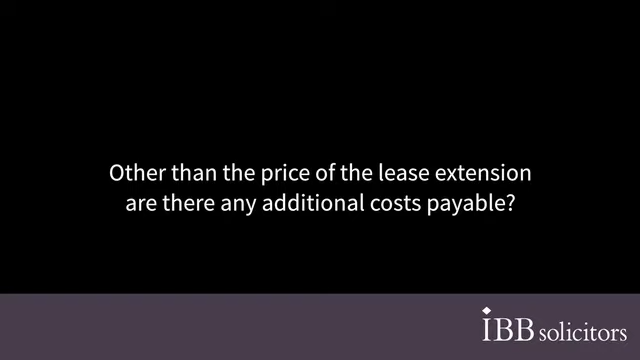 Other than the price of the lease extension
are there any additional costs payable?
iBB solicitors